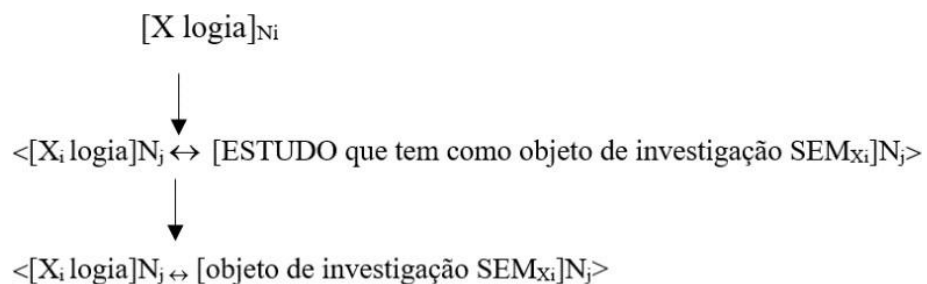 [X logia]Ni
<[Xi logia]Nj ↔ [ESTUDO que tem como objeto de investigação SEMXi]Nj>
<[Xi logia]Nj ↔ [objeto de investigação SEMXi]Nj>